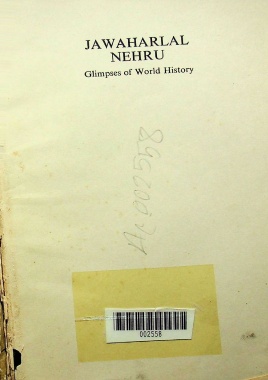 JAWAHARLAL
NEHRU
Glimpses of World History
002558